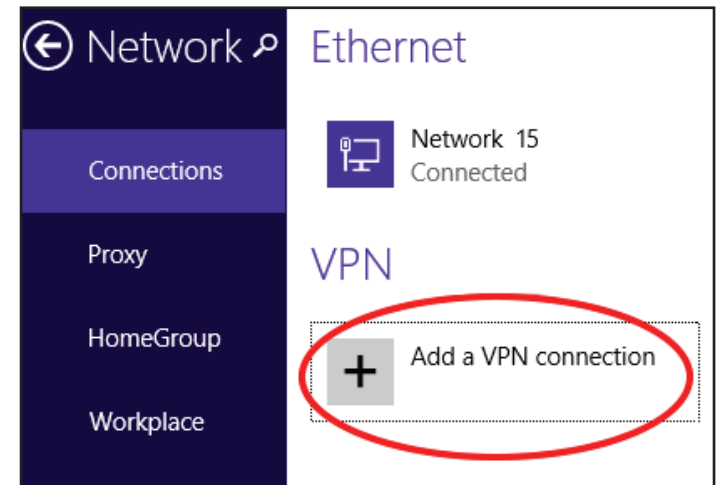 Network
Connections
Proxy
HomeGroup
Workplace
Ethernet
Network 15
Connected
VPN
Add a VPN connection